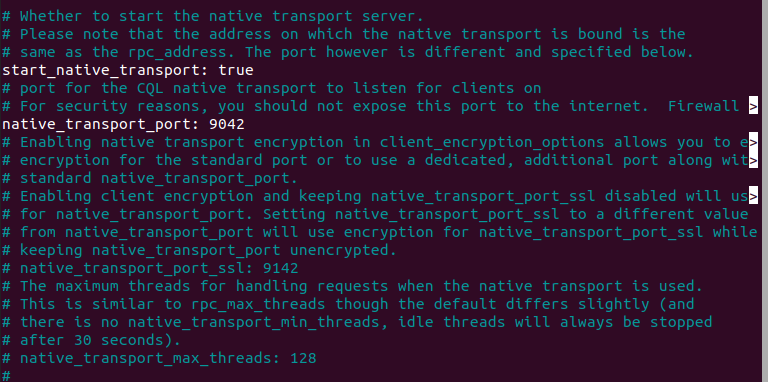 # Whether to start the native transport server.
# Please note that the address on which the native transport is bound is the
# same as the rpc_address. The port however is different and specified below.
start_native_transport: true
# port for the CQL native transport to listen for clients on
# For security reasons, you should not expose this port to the internet.  Firewall >
native_transport_port: 9042
# Enabling native transport encryption in client_encryption_options allows you to e>
# encryption for the standard port or to use a dedicated, additional port along wit>
# standard native_transport_port.
# Enabling client encryption and keeping native_transport_port_ssl disabled will us>
# for native_transport_port. Setting native_transport_port_ssl to a different value
# from native_transport_port will use encryption for native_transport_port_ssl while
# keeping native_transport_port unencrypted.
# native_transport_port_ssl: 9142
# The maximum threads for handling requests when the native transport is used.
# This is similar to rpc_max_threads though the default differs slightly (and
# there is no native_transport_min_threads, idle threads will always be stopped
# after 30 seconds).
# native_transport_max_threads: 128
#